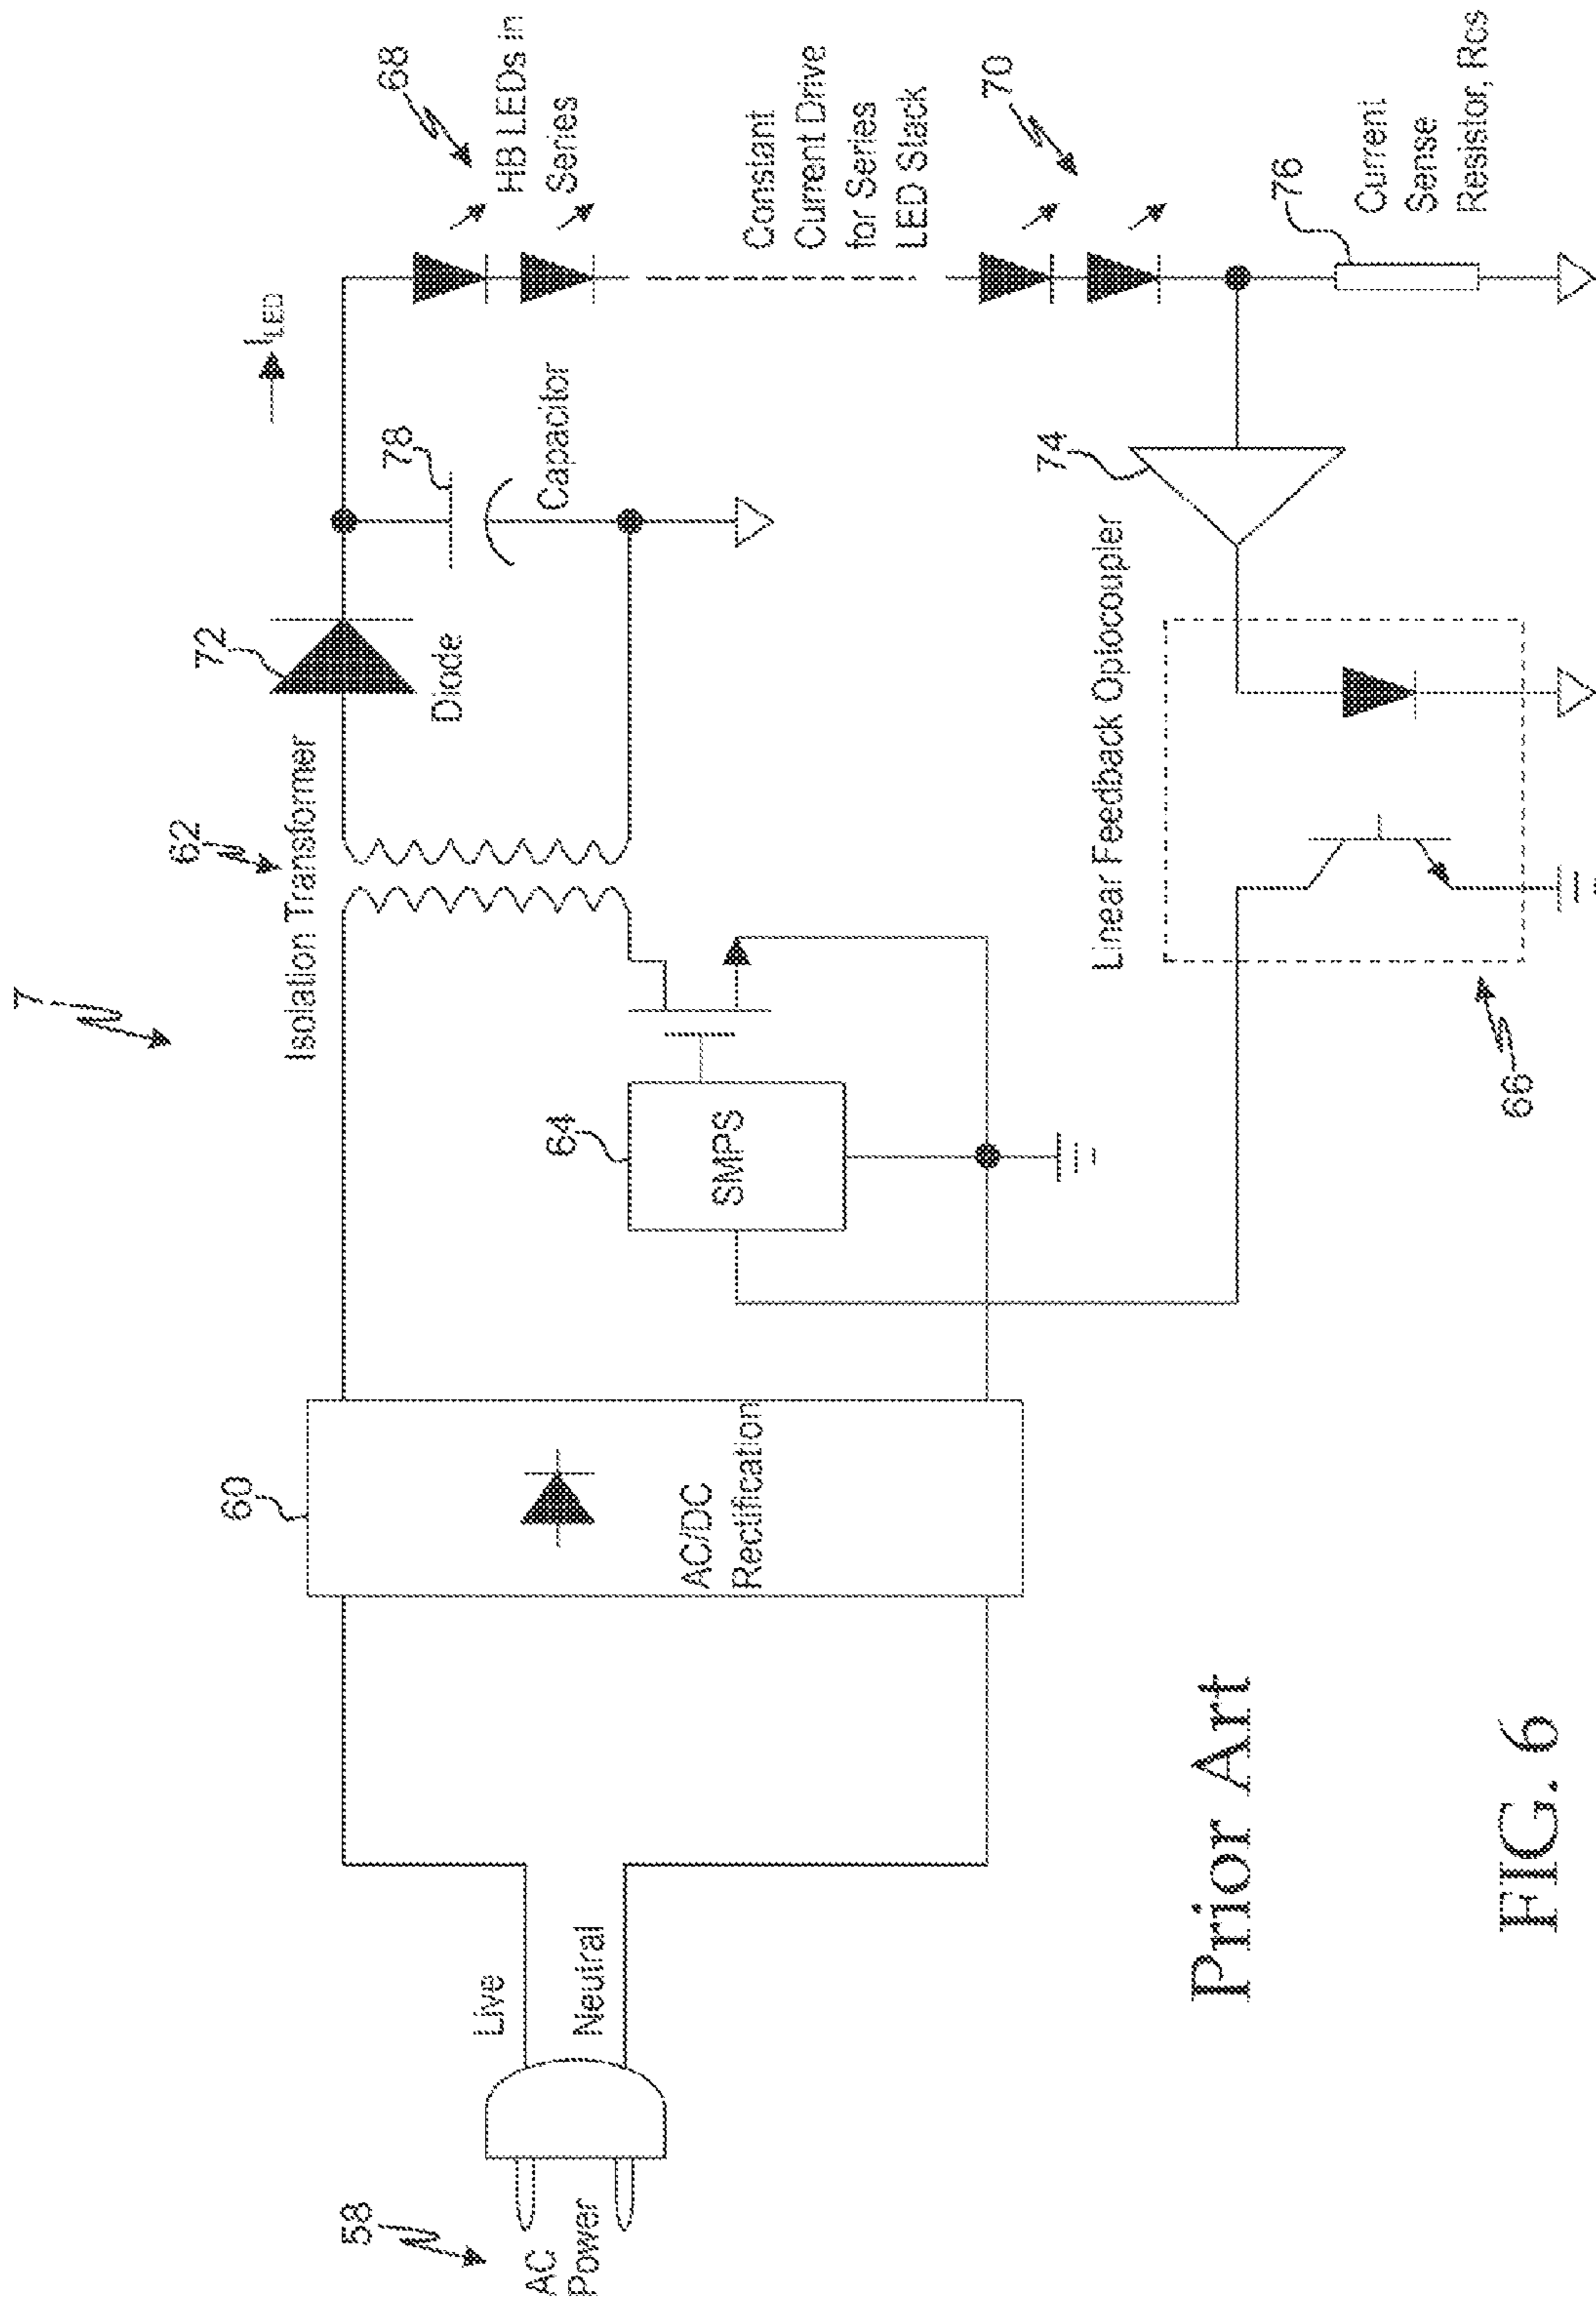 7
62
Isolation Transformer
72
Diode
78
Capacitor
I LED
68
HB LEDs in
Series
Constant
Current Drive
for Series
LED Stack
70
60
AC/DC
Rectification
64
SMPS
58
AC
Power
Live
Neutral
Linear Feedback Optocoupler
74
76
Current
Sense
Resistor, Rcs
66
Prior Art
FIG. 6